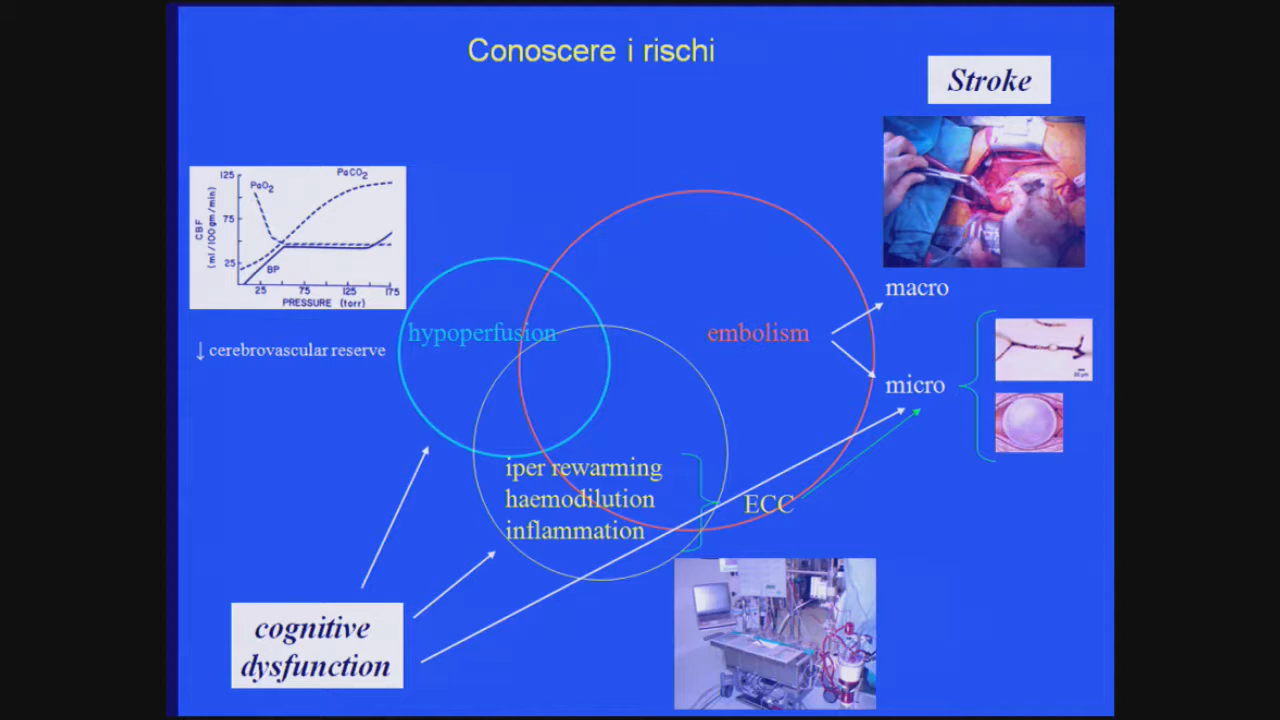 Conoscere i rischi
Stroke
125
75
25
CBF
(ml/100gm/min)
PaO2
PaCO2
BP
25 75 125 175
PRESSURE (torr)
↓ cerebrovascular reserve
hypoperfusion
embolism
macro
micro
iper rewarming
haemodilution
inflammation
ECC
cognitive
dysfunction